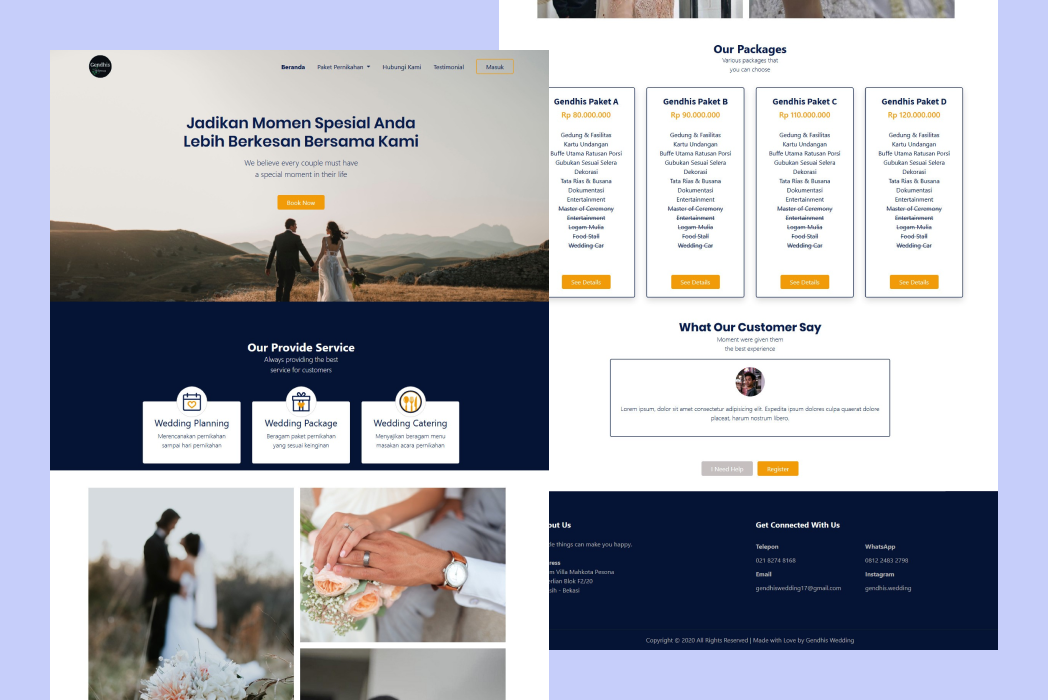 Gendhis
Beranda
Paket Pernikahan
Hubungi Kami
Testimonial
Masuk
Jadikan Momen Spesial Anda
Lebih Berkesan Bersama Kami
We believe every couple must have
a special moment in their life
Book Now
Our Provide Service
Always providing the best
service for customers
Wedding Planning
Merencanakan pernikahan
sampai hari pernikahan
Wedding Package
Beragam paket pernikahan
yang sesuai keinginan
Wedding Catering
Menyajikan beragam menu
masakan acara pernikahan
Our Packages
Various packages that
you can choose
Gendhis Paket A
Rp 80.000.000
Gedung & Fasilitas
Kartu Undangan
Buffe Utama Ratusan Porsi
Gubukan Sesuai Selera
Dekorasi
Tata Rias & Busana
Dokumentasi
Entertainment
Master of Ceremony
Entertainment
Logam Mulia
Food Stall
Wedding Car
See Details
Gendhis Paket B
Rp 90.000.000
Gedung & Fasilitas
Kartu Undangan
Buffe Utama Ratusan Porsi
Gubukan Sesuai Selera
Dekorasi
Tata Rias & Busana
Dokumentasi
Entertainment
Master of Ceremony
Entertainment
Logam Mulia
Food Stall
Wedding Car
See Details
Gendhis Paket C
Rp 110.000.000
Gedung & Fasilitas
Kartu Undangan
Buffe Utama Ratusan Porsi
Gubukan Sesuai Selera
Dekorasi
Tata Rias & Busana
Dokumentasi
Entertainment
Master of Ceremony
Entertainment
Logam Mulia
Food Stall
Wedding Car
See Details
Gendhis Paket D
Rp 120.000.000
Gedung & Fasilitas
Kartu Undangan
Buffe Utama Ratusan Porsi
Gubukan Sesuai Selera
Dekorasi
Tata Rias & Busana
Dokumentasi
Entertainment
Master of Ceremony
Entertainment
Logam Mulia
Food Stall
Wedding Car
See Details
What Our Customer Say
Moment were given them
the best experience
Lorem ipsum, dolor sit amet consectetur adipisicing elit. Expedita ipsum dolores culpa quaerat dolore
placeat, harum nostrum libero.
I Need Help
Register
out Us
de things can make you happy.
ress
m Villa Mahkota Pesona
erlian Blok F2/20
sih - Bekasi
Get Connected With Us
Telepon
021 8274 8168
Email
gendhiswedding17@gmail.com
WhatsApp
0812 2483 2798
Instagram
gendhis.wedding
Copyright © 2020 All Rights Reserved | Made with Love by Gendhis Wedding